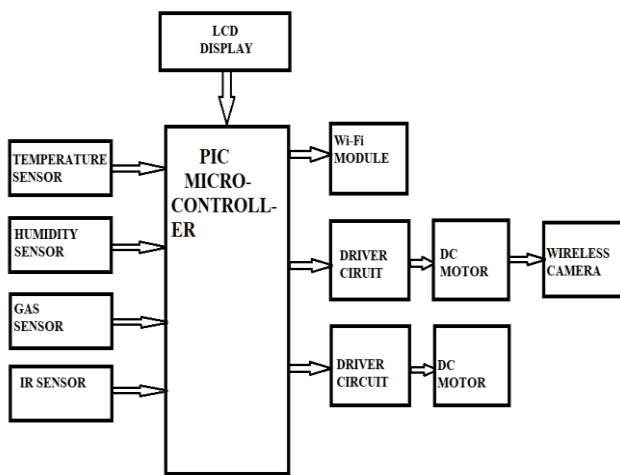 LCD
DISPLAY
TEMPERATURE
SENSOR
HUMIDITY
SENSOR
GAS
SENSOR
IR SENSOR
PIC
MICRO-
CONTROLL-
ER
Wi-Fi
MODULE
DRIVER
CIRUIT
DC
MOTOR
WIRELESS
CAMERA
DRIVER
CIRCUIT
DC
MOTOR